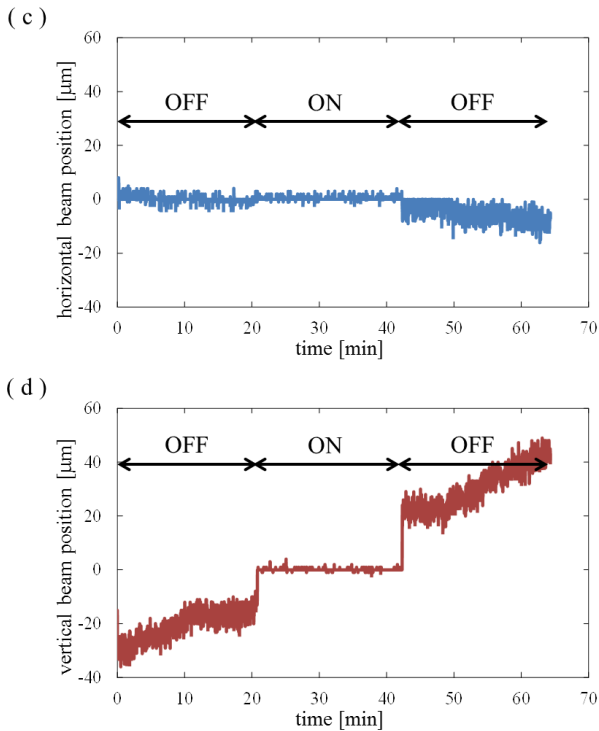 ( c )
60
40
20
0
-20
-40
horizontal beam position [μm]
OFF ON OFF
0 10 20 30 40 50 60 70
time [min]
( d )
60
40
20
0
-20
-40
vertical beam position [μm]
OFF ON OFF
0 10 20 30 40 50 60 70
time [min]